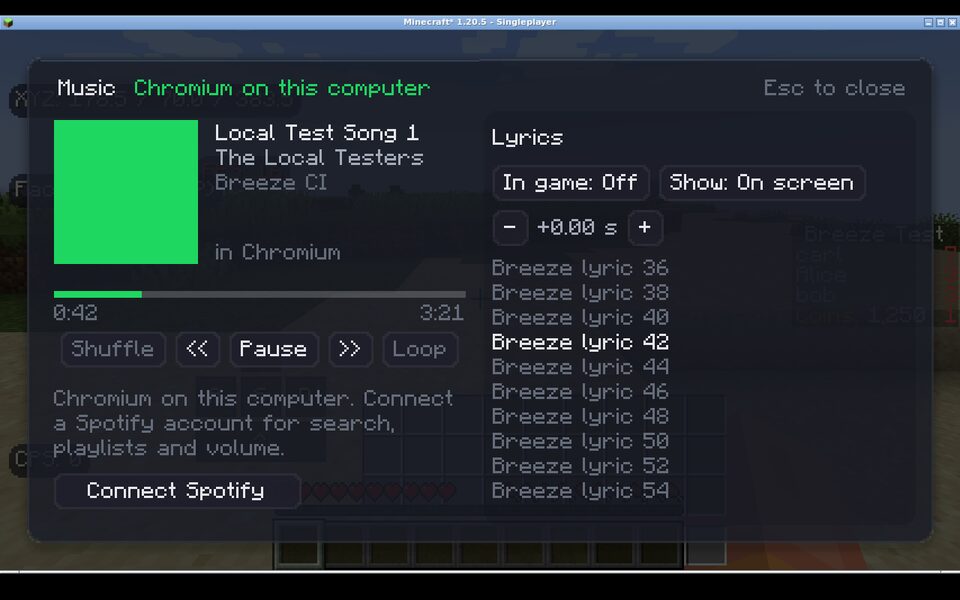 Minecraft* 1.20.5 - Singleplayer
Music Chromium on this computer
Esc to close
Local Test Song 1
The Local Testers
Breeze CI
in Chromium
0:42
3:21
Shuffle << Pause >> Loop
Chromium on this computer. Connect
a Spotify account for search,
playlists and volume.
Connect Spotify
Lyrics
In game: Off
Show: On screen
- +0.00 s +
Breeze lyric 36
Breeze lyric 38
Breeze lyric 40
Breeze lyric 42
Breeze lyric 44
Breeze lyric 46
Breeze lyric 48
Breeze lyric 50
Breeze lyric 52
Breeze lyric 54
Breeze Test
carl
Alice
bob
Coins: 1,250